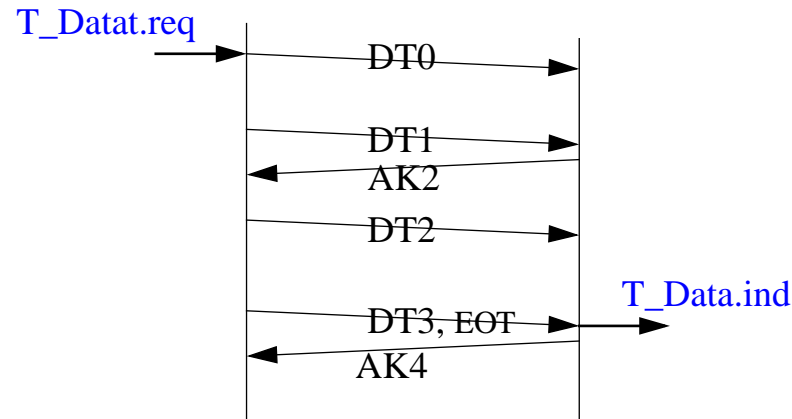 T_Datat.req
DT0
DT1
AK2
DT2
T_Data.ind
DT3, EOT
AK4